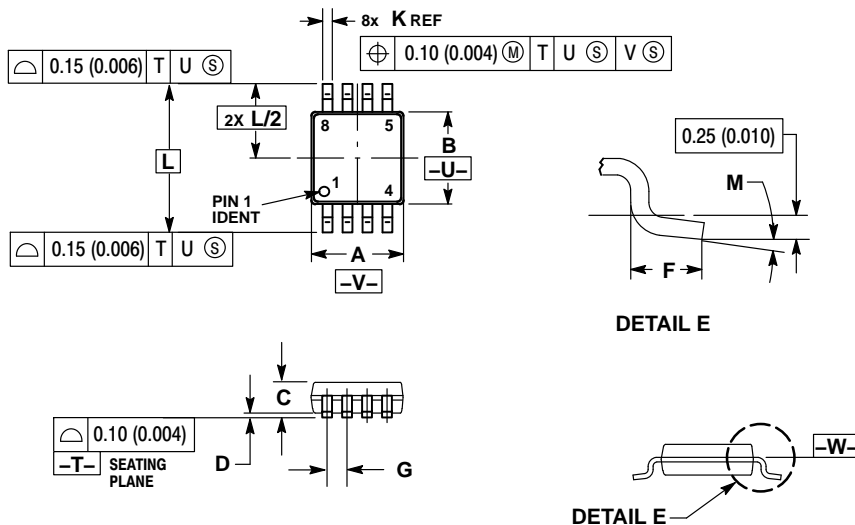 8x K REF
⌖ 0.10 (0.004) Ⓜ T U Ⓢ V Ⓢ
⌓ 0.15 (0.006) T U Ⓢ
2X L/2
8 5
B
–U–
L
1
4
PIN 1
IDENT
⌓ 0.15 (0.006) T U Ⓢ
A
–V–
0.25 (0.010)
M
F
DETAIL E
C
⌓ 0.10 (0.004)
–T– SEATING
PLANE
D
G
–W–
DETAIL E